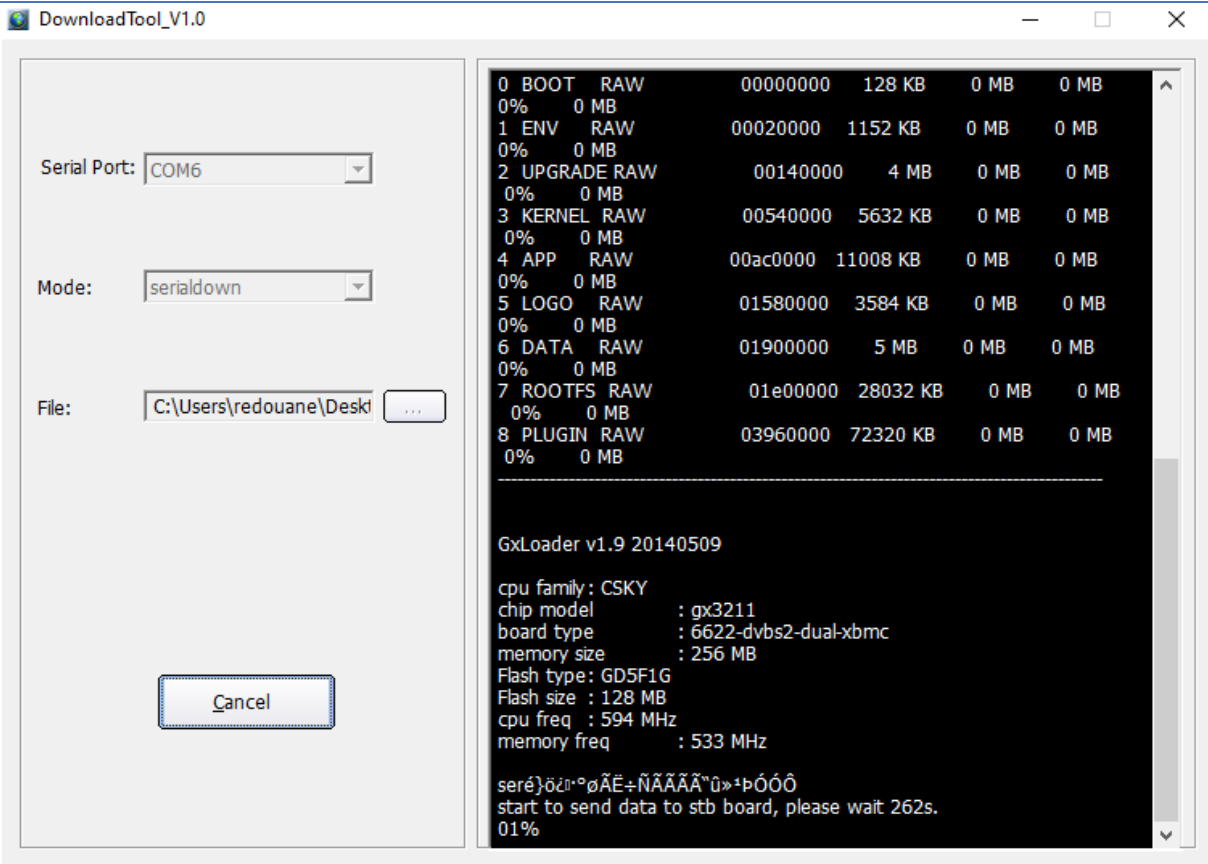 DownloadTool_V1.0
Serial Port:
COM6
Mode:
serialdown
File:
C:\Users\redouane\Deskt
...
Cancel
0 BOOT RAW 00000000 128 KB 0 MB 0 MB
0% 0 MB
1 ENV RAW 00020000 1152 KB 0 MB 0 MB
0% 0 MB
2 UPGRADE RAW 00140000 4 MB 0 MB 0 MB
0% 0 MB
3 KERNEL RAW 00540000 5632 KB 0 MB 0 MB
0% 0 MB
4 APP RAW 00ac0000 11008 KB 0 MB 0 MB
0% 0 MB
5 LOGO RAW 01580000 3584 KB 0 MB 0 MB
0% 0 MB
6 DATA RAW 01900000 5 MB 0 MB 0 MB
0% 0 MB
7 ROOTFS RAW 01e00000 28032 KB 0 MB 0 MB
0% 0 MB
8 PLUGIN RAW 03960000 72320 KB 0 MB 0 MB
0% 0 MB
GxLoader v1.9 20140509
cpu family : CSKY
chip model : gx3211
board type : 6622-dvbs2-dual-xbmc
memory size : 256 MB
Flash type : GD5F1G
Flash size : 128 MB
cpu freq : 594 MHz
memory freq : 533 MHz
start to send data to stb board, please wait 262s.
01%